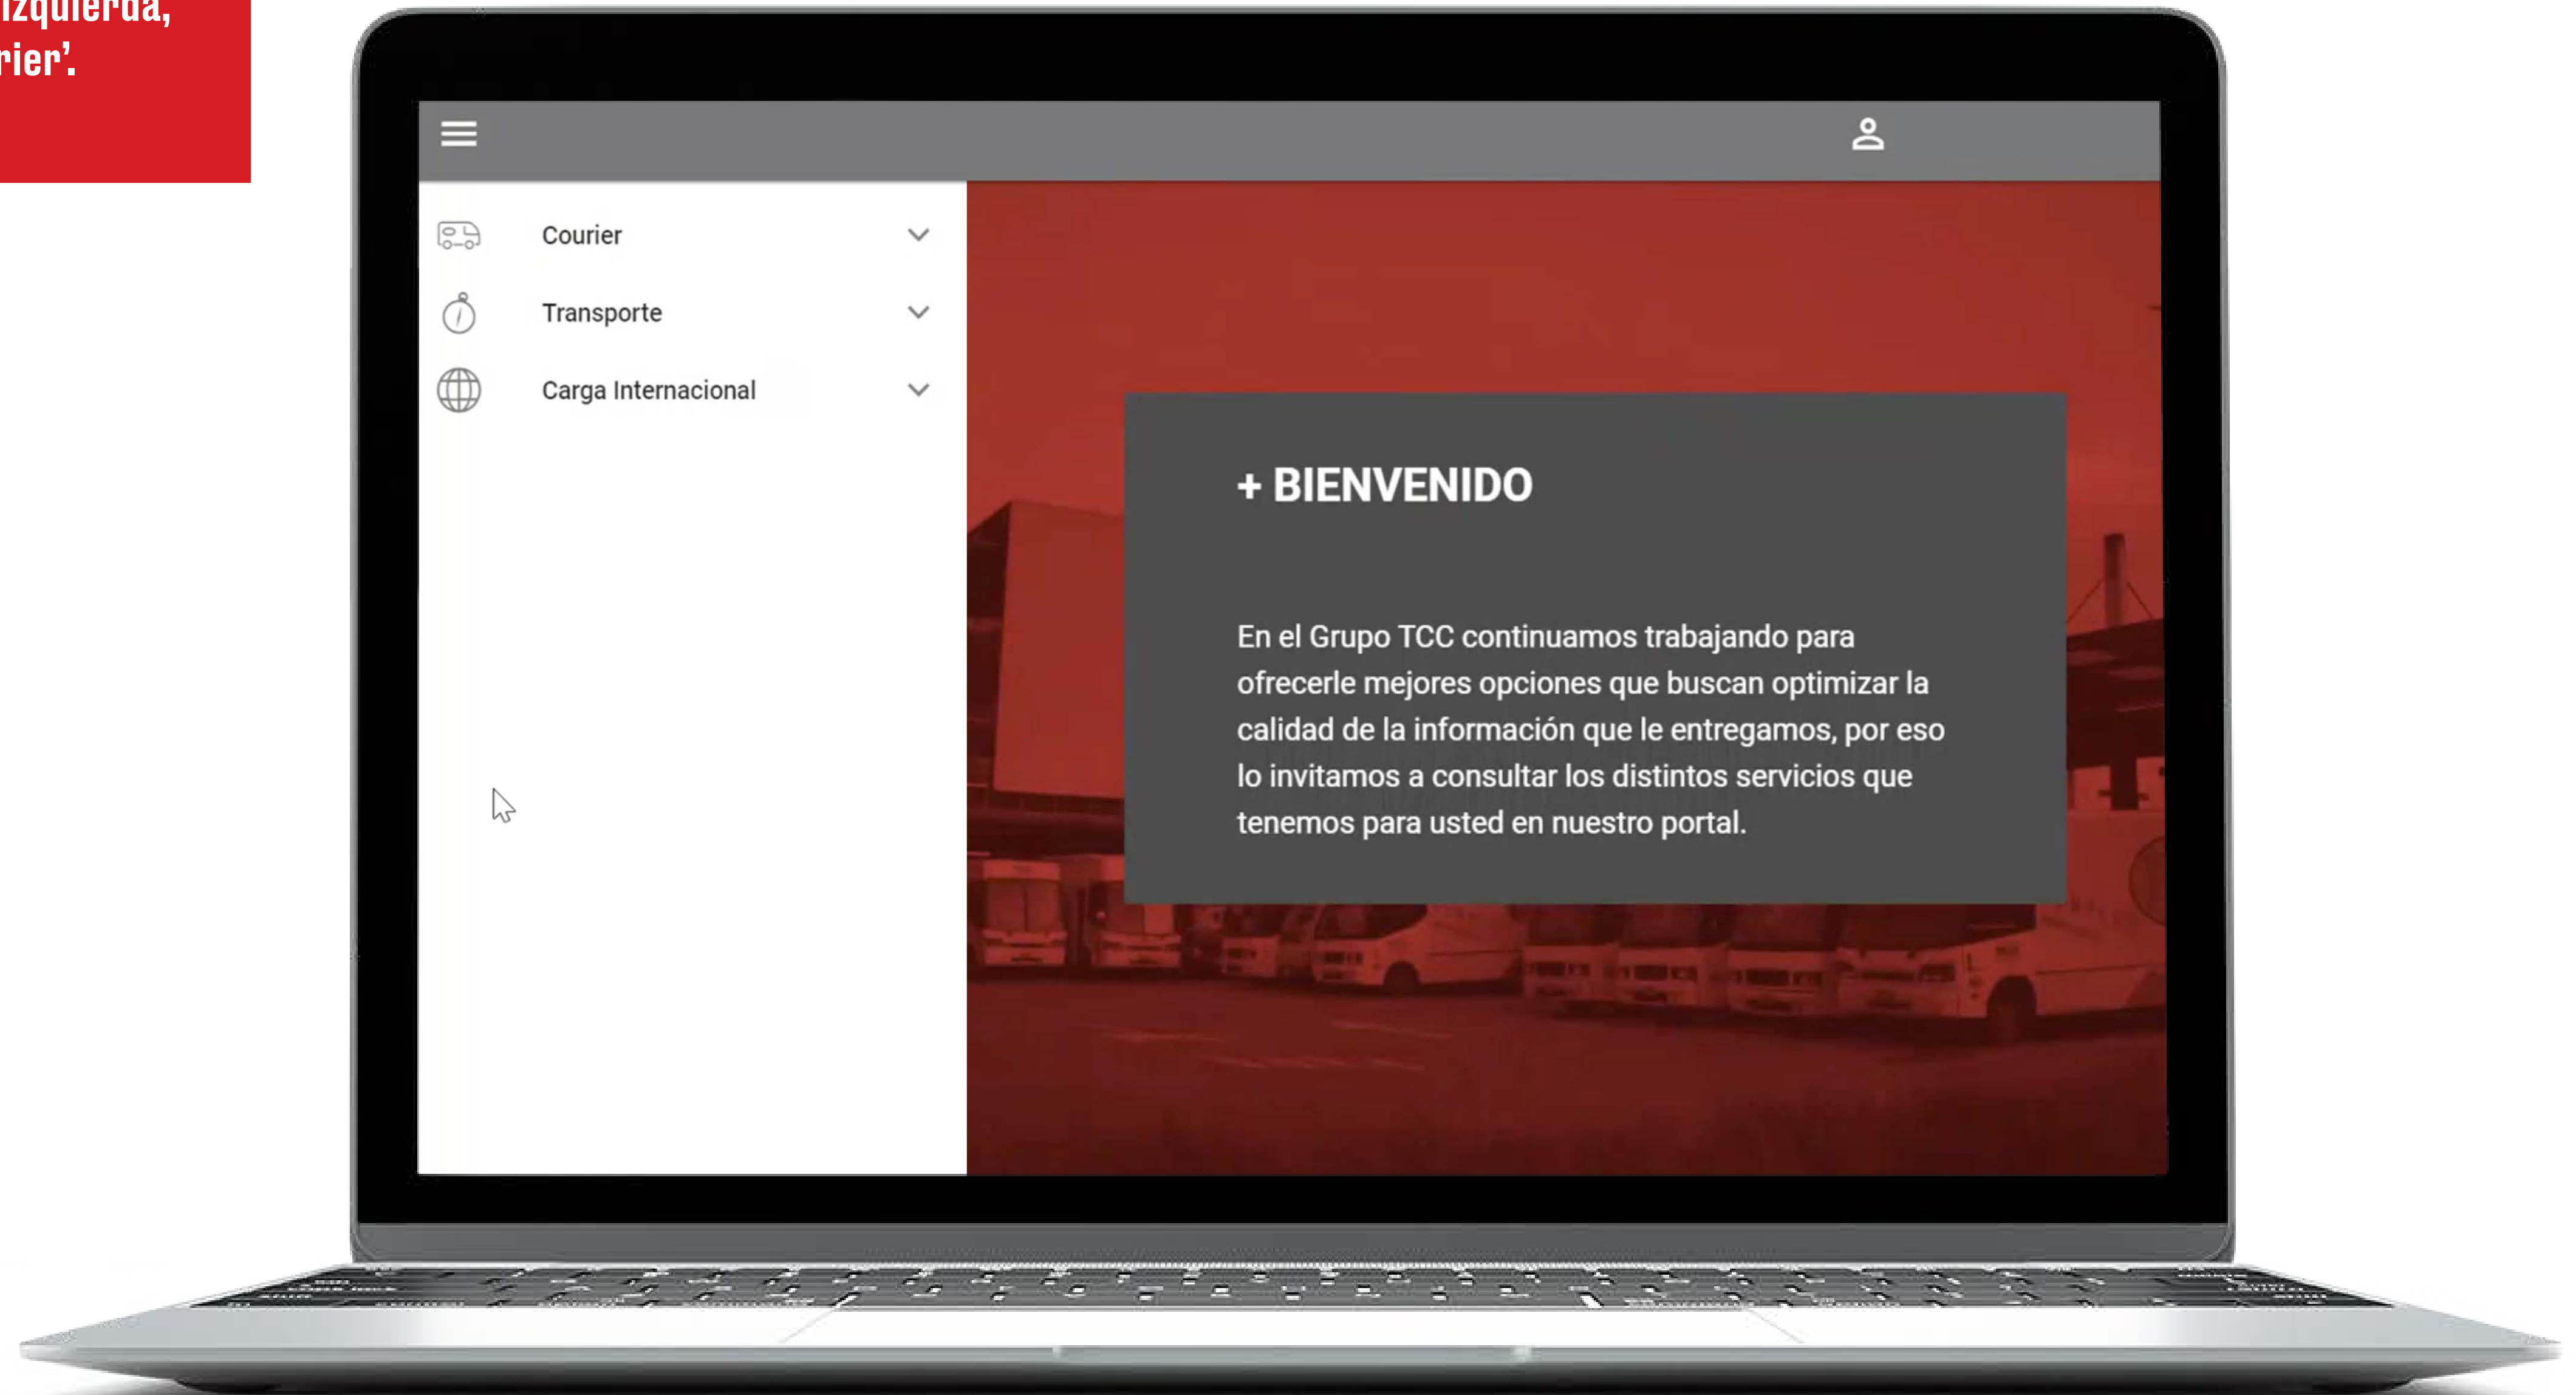 izquierda,
rier’.
Courier
Transporte
Carga Internacional
+ BIENVENIDO
En el Grupo TCC continuamos trabajando para
ofrecerle mejores opciones que buscan optimizar la
calidad de la información que le entregamos, por eso
lo invitamos a consultar los distintos servicios que
tenemos para usted en nuestro portal.